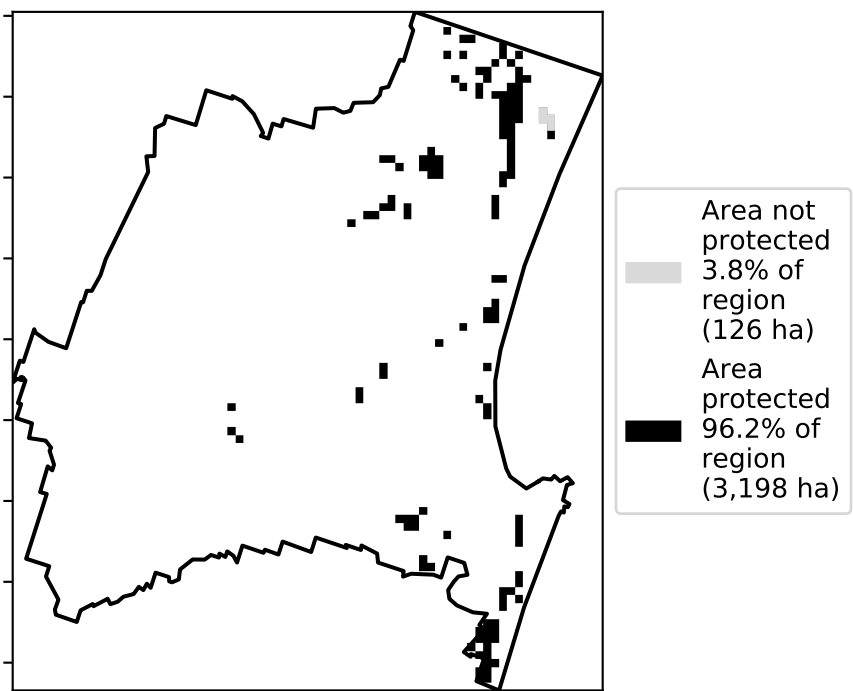 Area not
protected
3.8% of
region
(126 ha)
Area
protected
96.2% of
region
(3,198 ha)